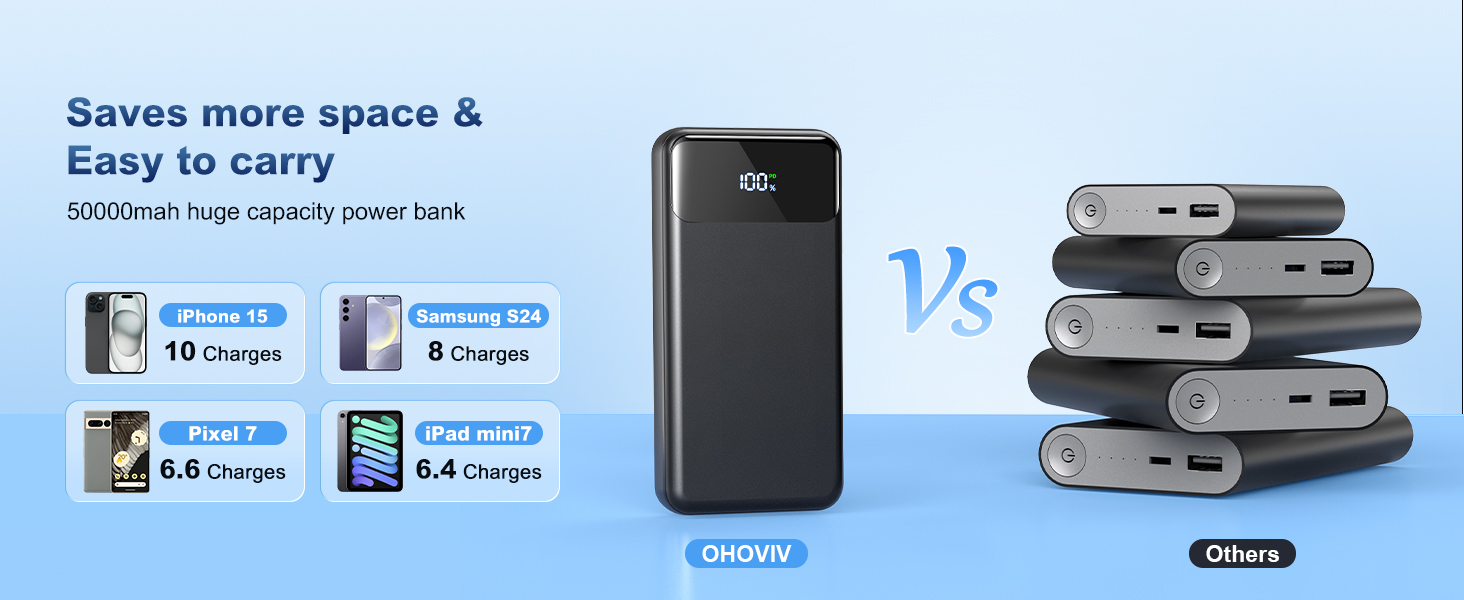 Saves more space &
Easy to carry
50000mah huge capacity power bank
iPhone 15
10 Charges
Samsung S24
8 Charges
Pixel 7
6.6 Charges
iPad mini7
6.4 Charges
100% PD
Vs
OHOVIV
Others